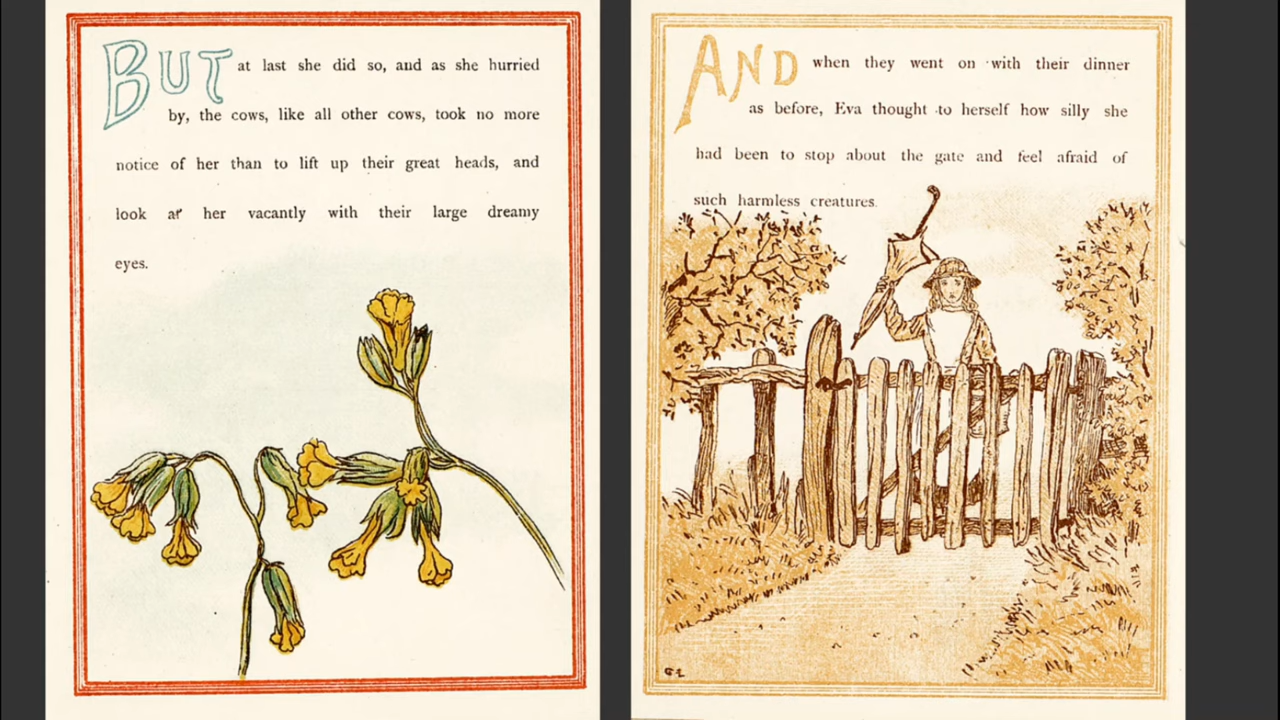 BUT at last she did so, and as she hurried
by, the cows, like all other cows, took no more
notice of her than to lift up their great heads, and
look at her vacantly with their large dreamy
eyes.
AND when they went on with their dinner
as before, Eva thought to herself how silly she
had been to stop about the gate and feel afraid of
such harmless creatures.